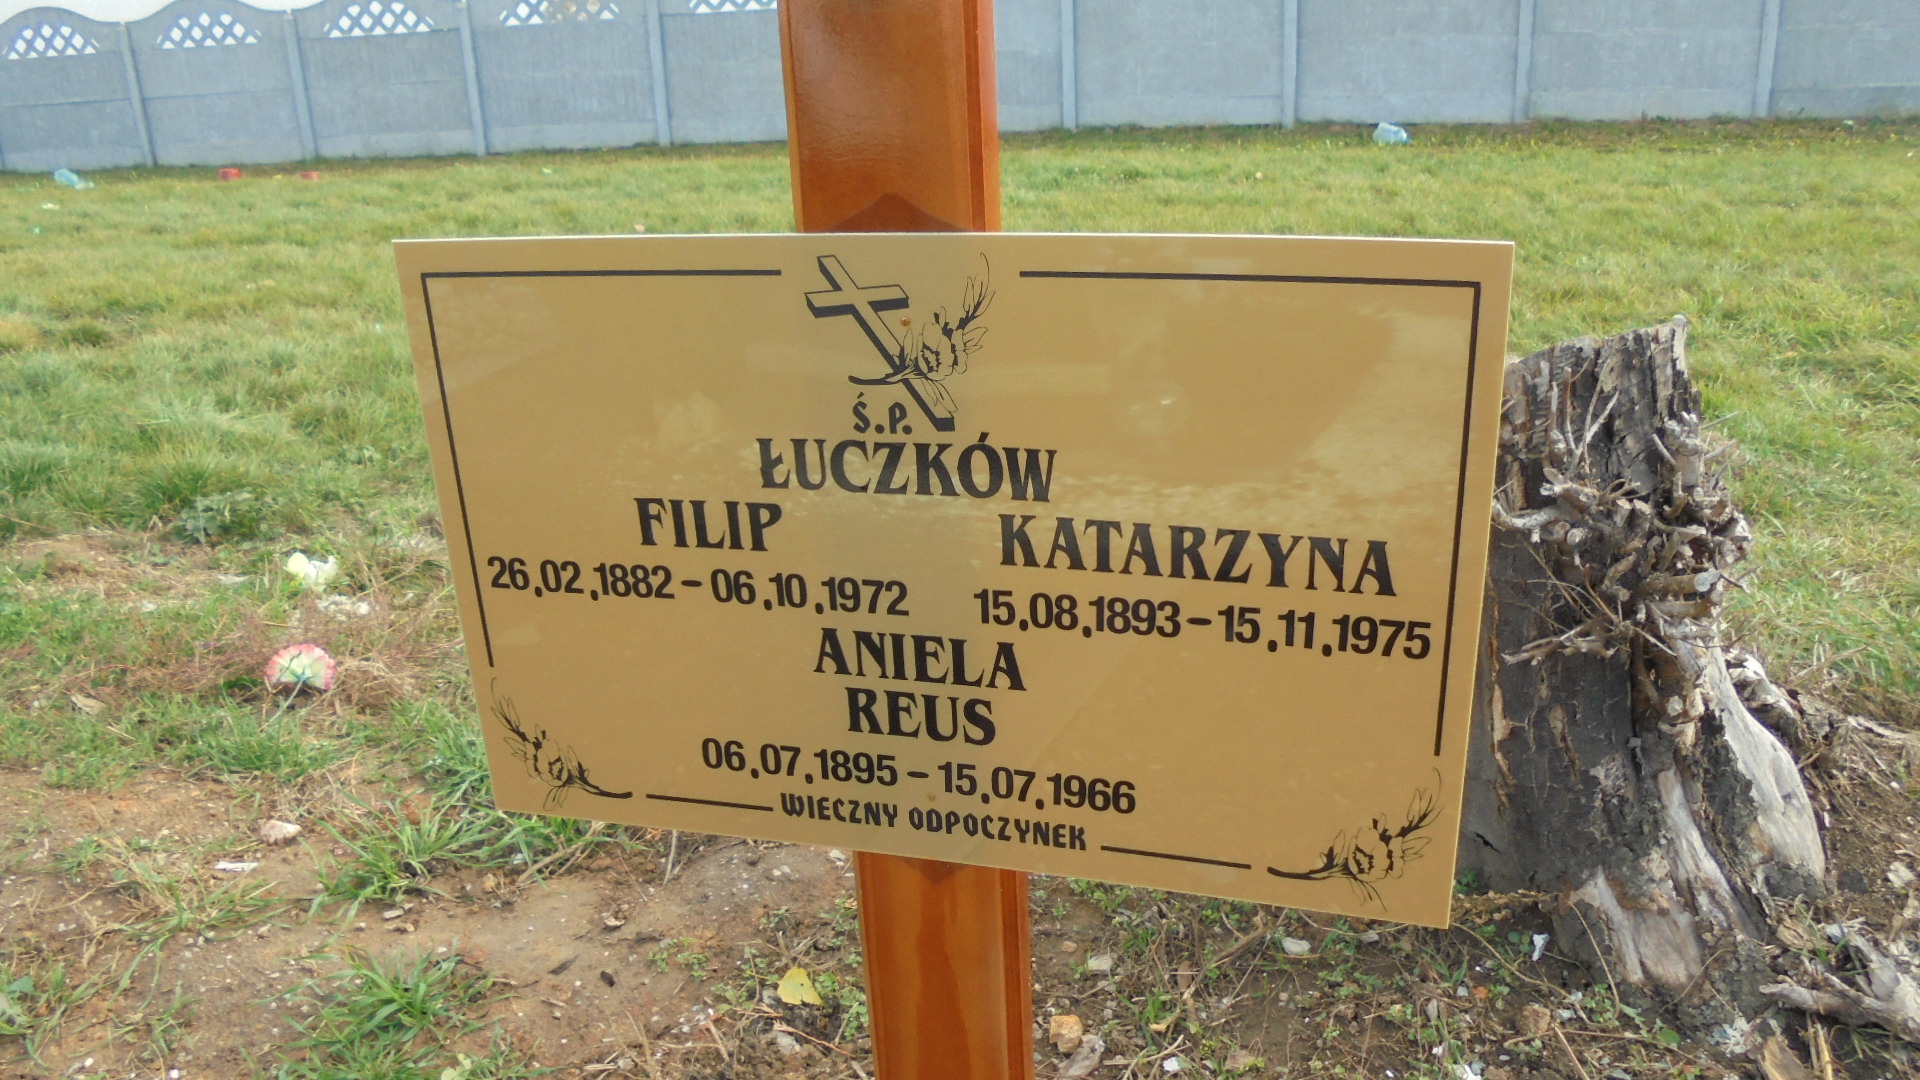 Ś.P.
ŁUCZKÓW
FILIP KATARZYNA
26.02.1882 - 06.10.1972 15.08.1893 - 15.11.1975
ANIELA
REUS
06.07.1895 - 15.07.1966
WIECZNY ODPOCZYNEK